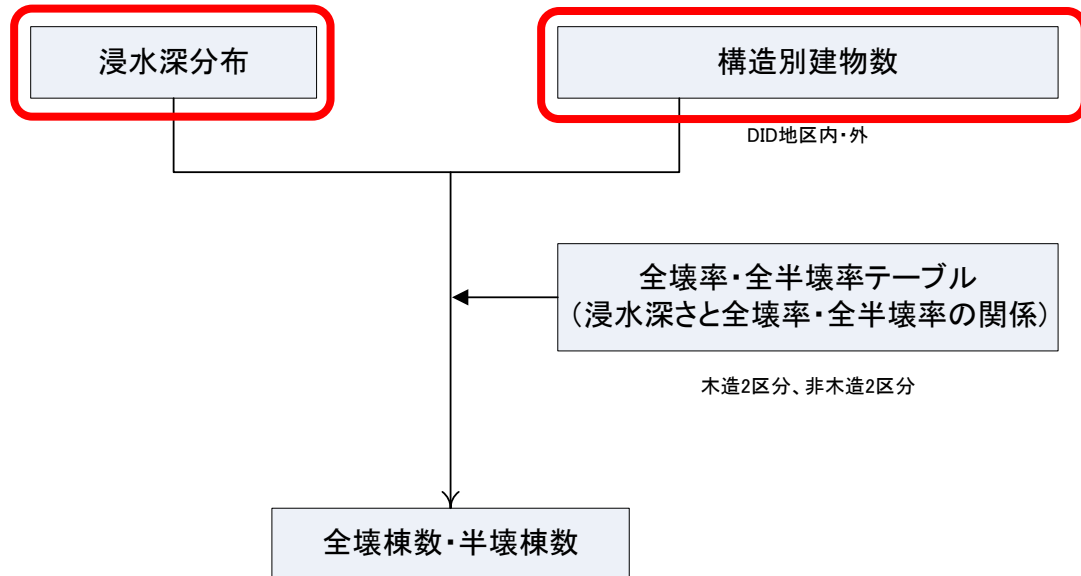 浸水深分布
構造別建物数
DID地区内・外
全壊率・全半壊率テーブル
（浸水深さと全壊率・全半壊率の関係）
木造2区分、非木造2区分
全壊棟数・半壊棟数